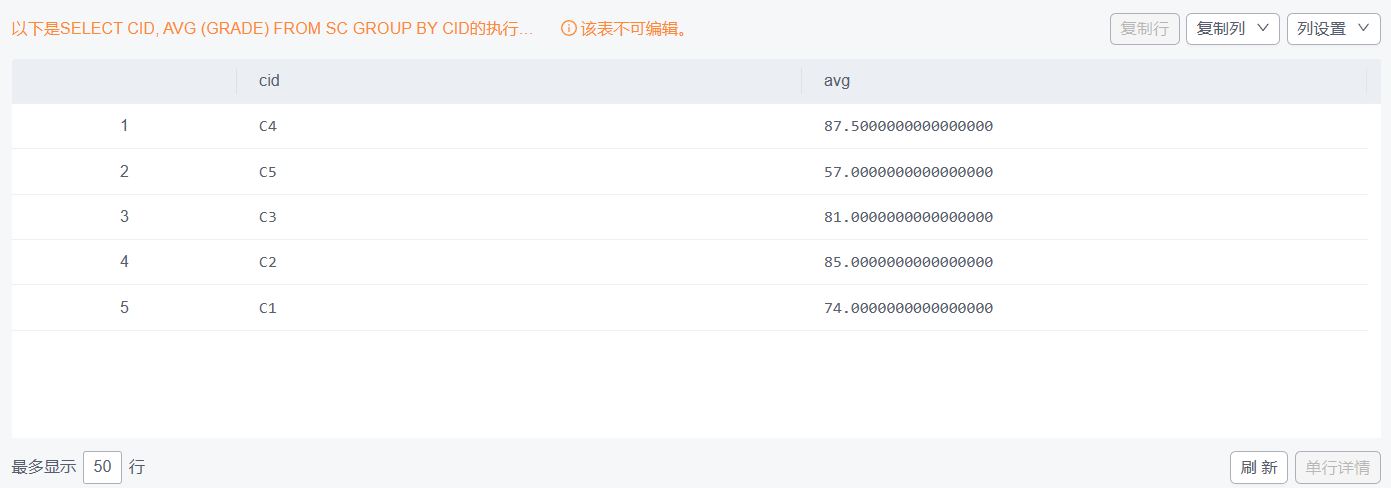 以下是SELECT CID, AVG (GRADE) FROM SC GROUP BY CID的执行... 该表不可编辑。 复制行 复制列 列设置
cid avg
1 C4 87.5000000000000000
2 C5 57.0000000000000000
3 C3 81.0000000000000000
4 C2 85.0000000000000000
5 C1 74.0000000000000000
最多显示 50 行 刷 新 单行详情